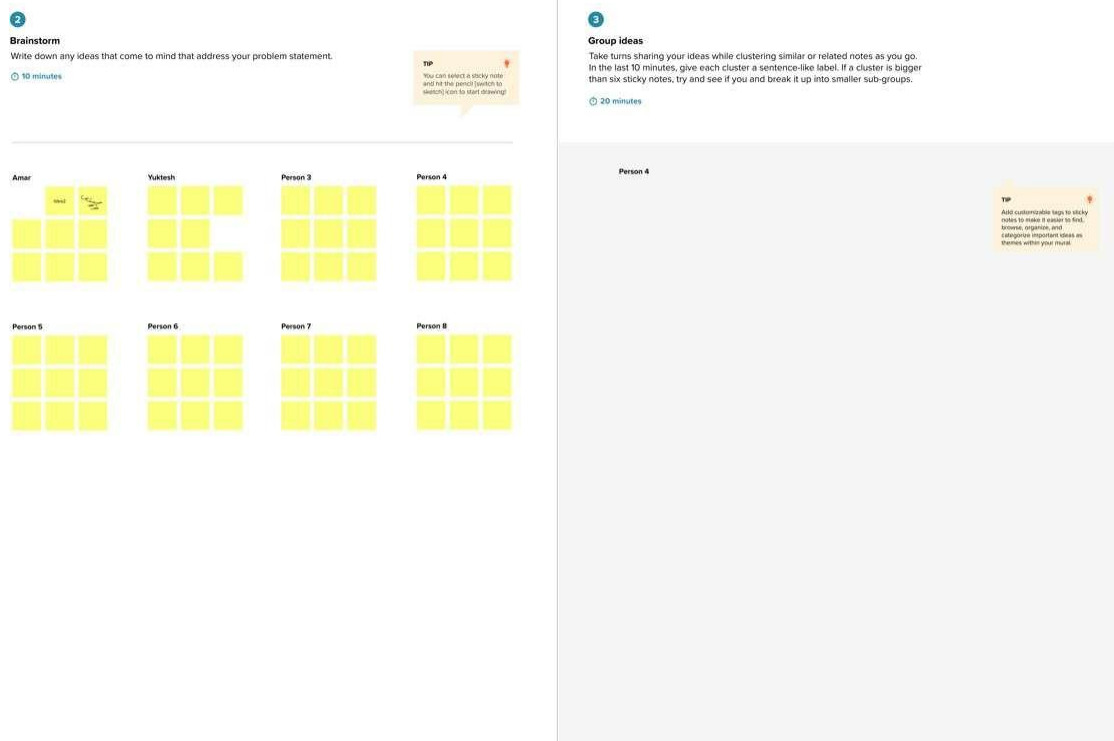 2
Brainstorm
Write down any ideas that come to mind that address your problem statement.
10 minutes
TIP
You can select a sticky note
and hit the pencil [switch to
sketch] icon to start drawing!
Amar
Yuktesh
Person 3
Person 4
Person 5
Person 6
Person 7
Person 8
3
Group ideas
Take turns sharing your ideas while clustering similar or related notes as you go.
In the last 10 minutes, give each cluster a sentence-like label. If a cluster is bigger
than six sticky notes, try and see if you and break it up into smaller sub-groups.
20 minutes
Person 4
TIP
Add customizable tags to sticky
notes to make it easier to find,
browse, organize, and
categorize important ideas as
themes within your mural.